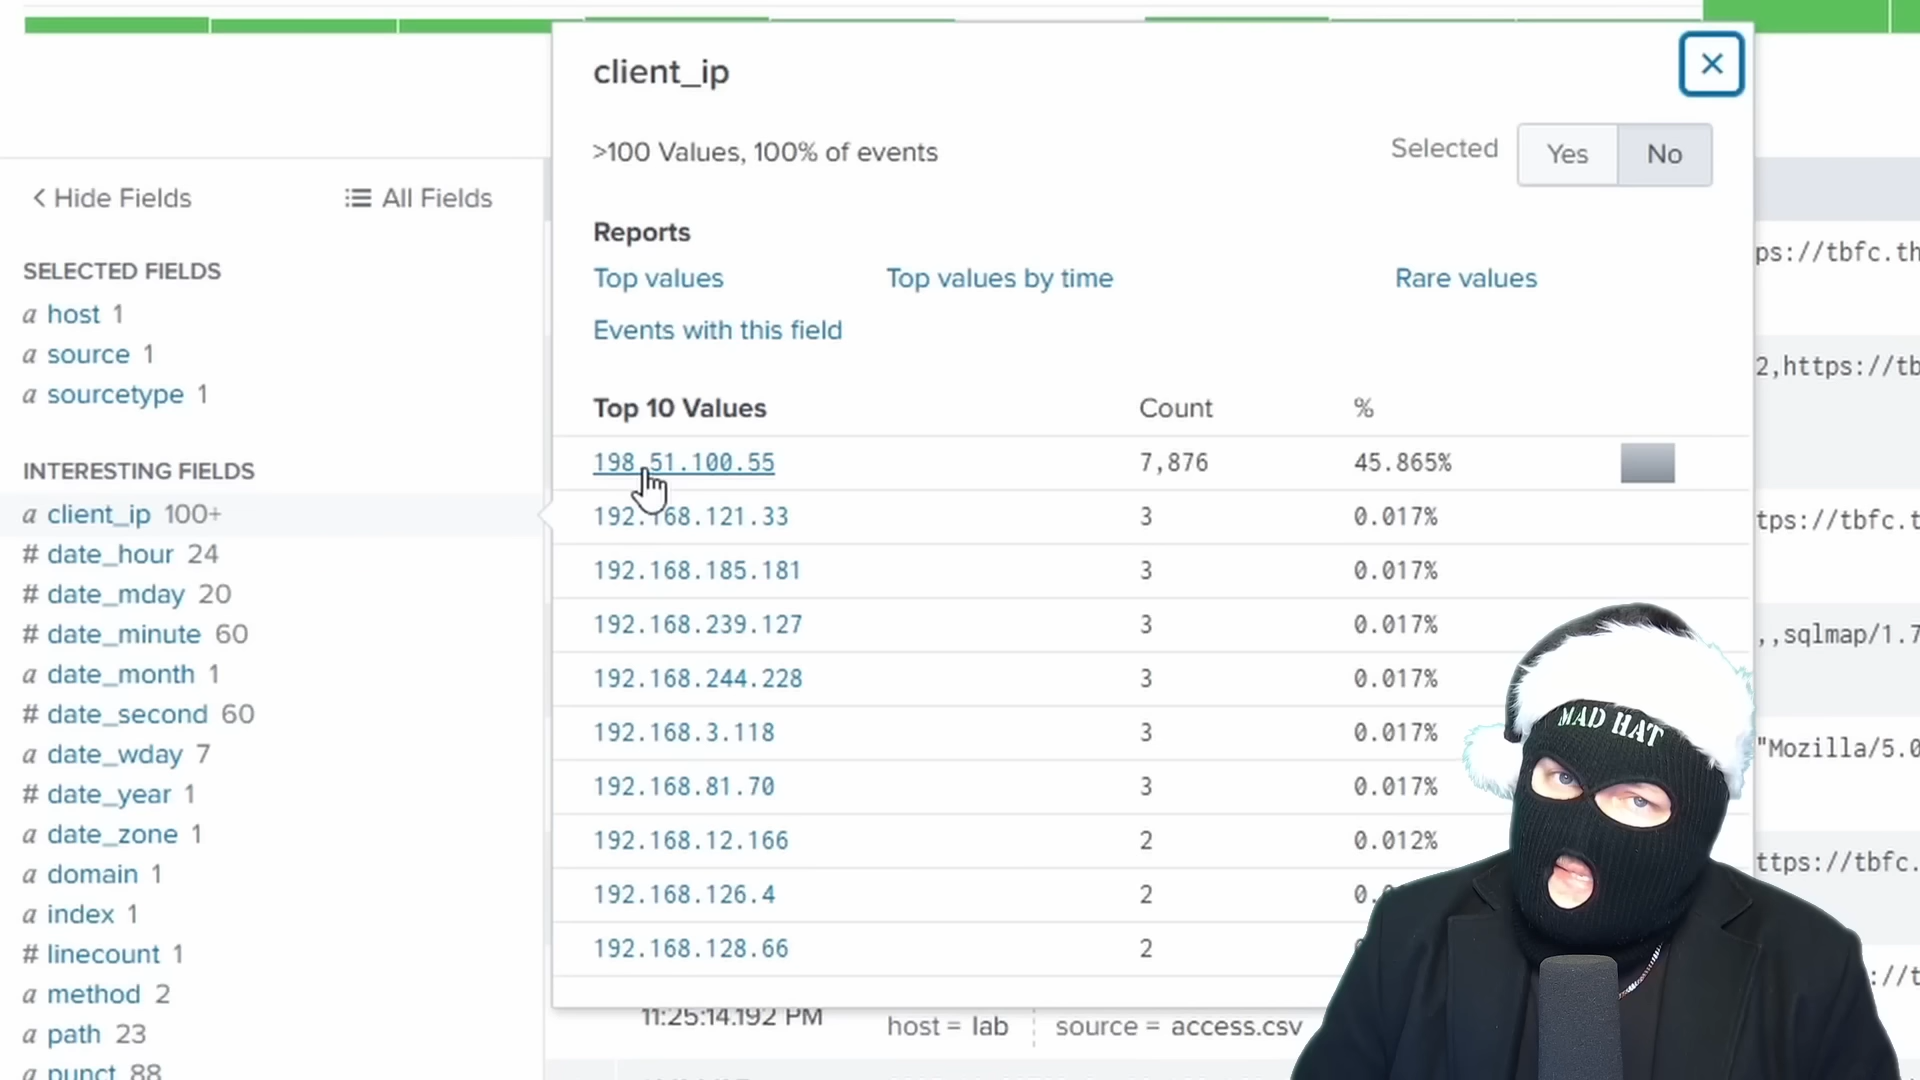 client_ip
>100 Values, 100% of events
Selected
Yes
No
Reports
Top values
Top values by time
Rare values
Events with this field
Top 10 Values
Count
%
198.51.100.55 7,876 45.865%
192.168.121.33 3 0.017%
192.168.185.181 3 0.017%
192.168.239.127 3 0.017%
192.168.244.228 3 0.017%
192.168.3.118 3 0.017%
192.168.81.70 3 0.017%
192.168.12.166 2 0.012%
192.168.126.4 2 0.
192.168.128.66 2
Hide Fields
All Fields
SELECTED FIELDS
a host 1
a source 1
a sourcetype 1
INTERESTING FIELDS
a client_ip 100+
# date_hour 24
# date_mday 20
# date_minute 60
a date_month 1
# date_second 60
a date_wday 7
# date_year 1
a date_zone 1
a domain 1
a index 1
# linecount 1
a method 2
a path 23
a punct 88
ps://tbfc.th
2,https://tb
tps://tbfc.t
,,sqlmap/1.7
"Mozilla/5.0
ttps://tbfc.
://t
11:25:14.192 PM
host = lab
source = access.csv
MAD HAT